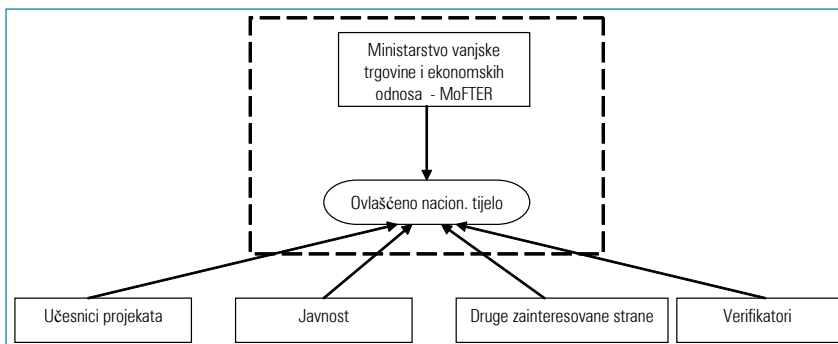 Ministarstvo vanjske
trgovine i ekonomskih
odnosa - MoFTER
Ovlašćeno nacion. tijelo
Učesnici projekata
Javnost
Druge zainteresovane strane
Verifikatori